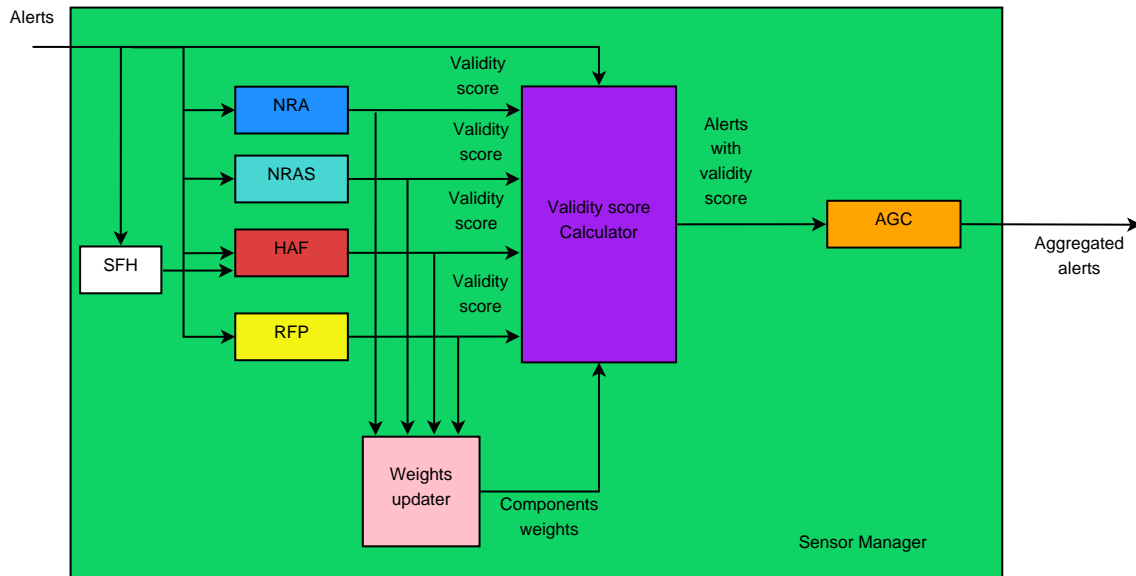 Alerts
Validity
score
NRA
Validity
score
NRAS
Validity
score
HAF
SFH
Validity
score
RFP
Validity score
Calculator
Alerts
with
validity
score
AGC
Aggregated
alerts
Weights
updater
Components
weights
Sensor Manager